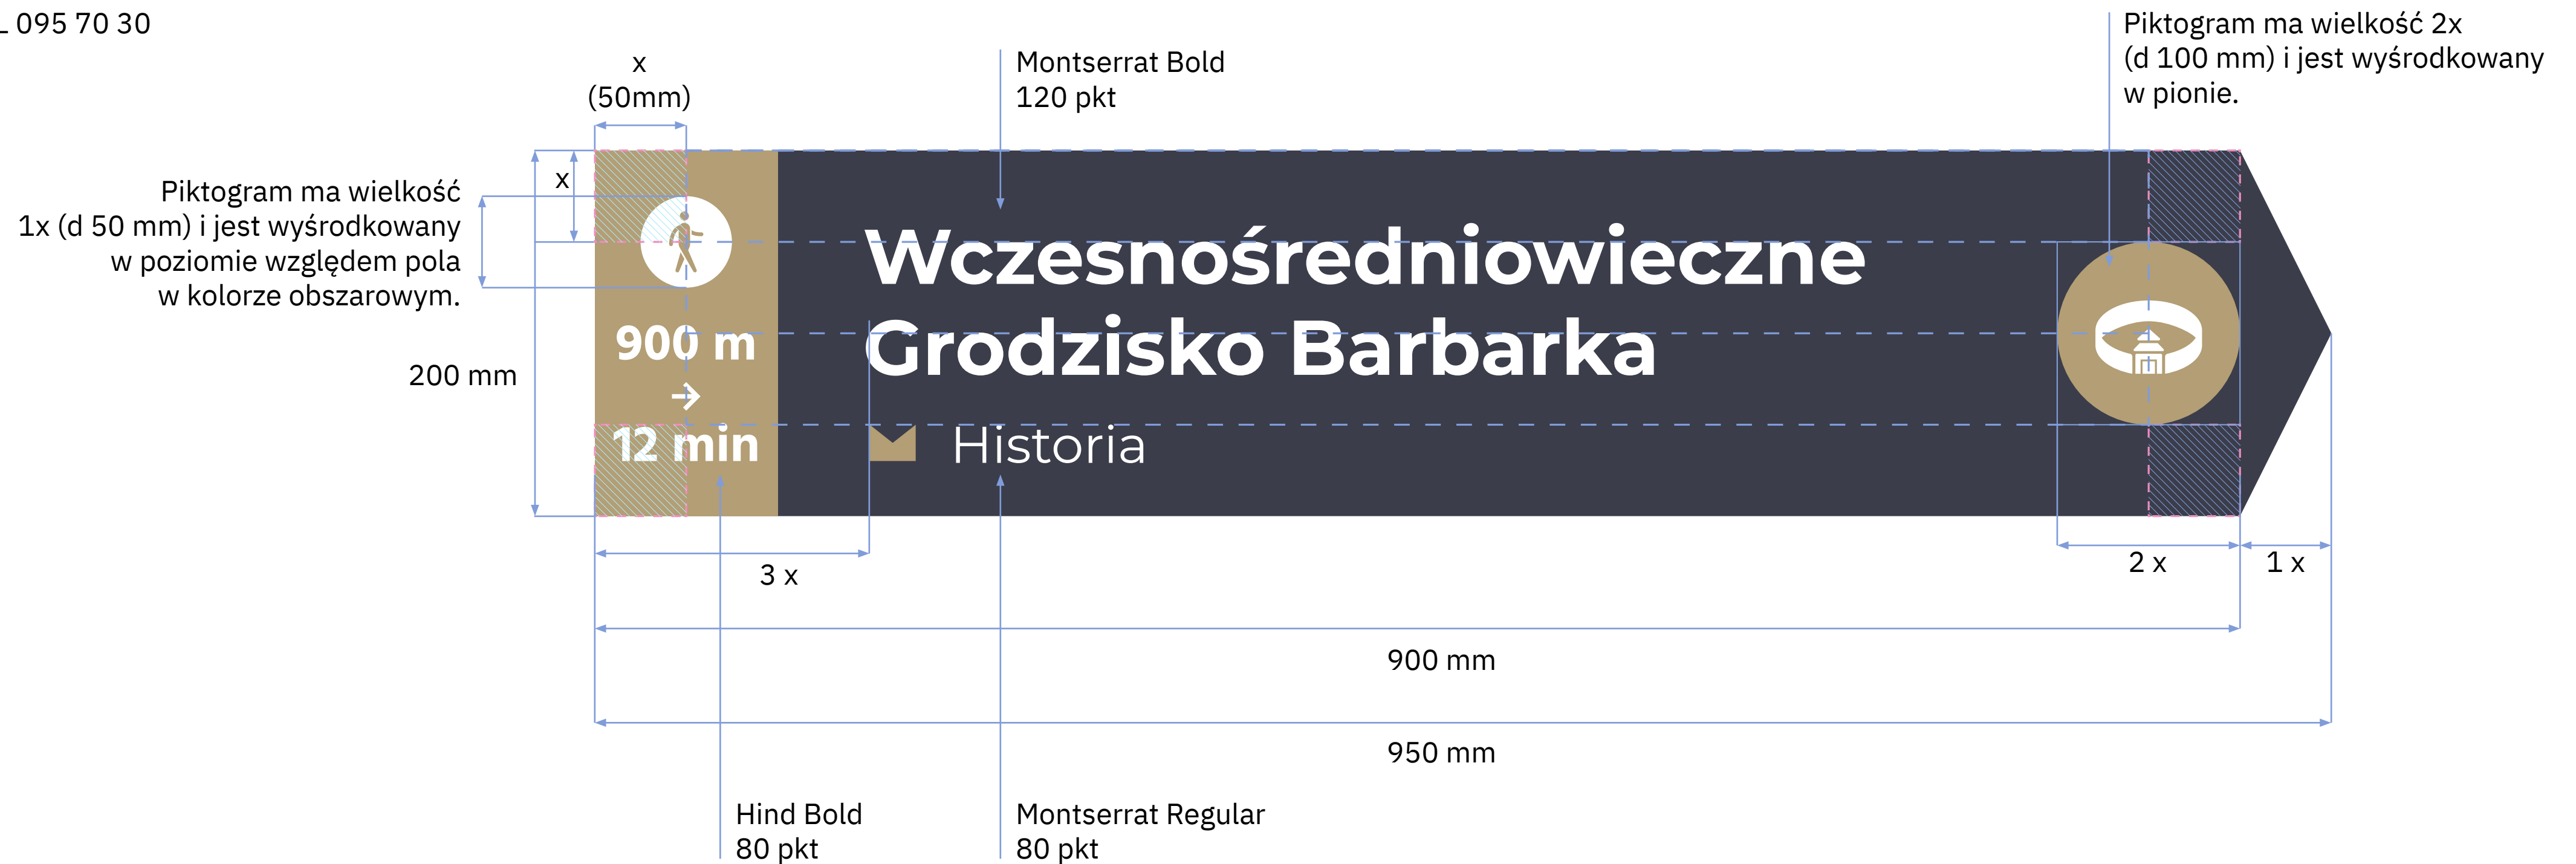 095 70 30
Piktogram ma wielkość 2x
(d 100 mm) i jest wyśrodkowany
w pionie.
x
(50mm)
Montserrat Bold
120 pkt
x
Piktogram ma wielkość
1x (d 50 mm) i jest wyśrodkowany
w poziomie względem pola
w kolorze obszarowym.
200 mm
900 m
→
12 min
Wczesnośredniowieczne
Grodzisko Barbarka
Historia
3 x
2 x
1 x
900 mm
950 mm
Hind Bold
80 pkt
Montserrat Regular
80 pkt